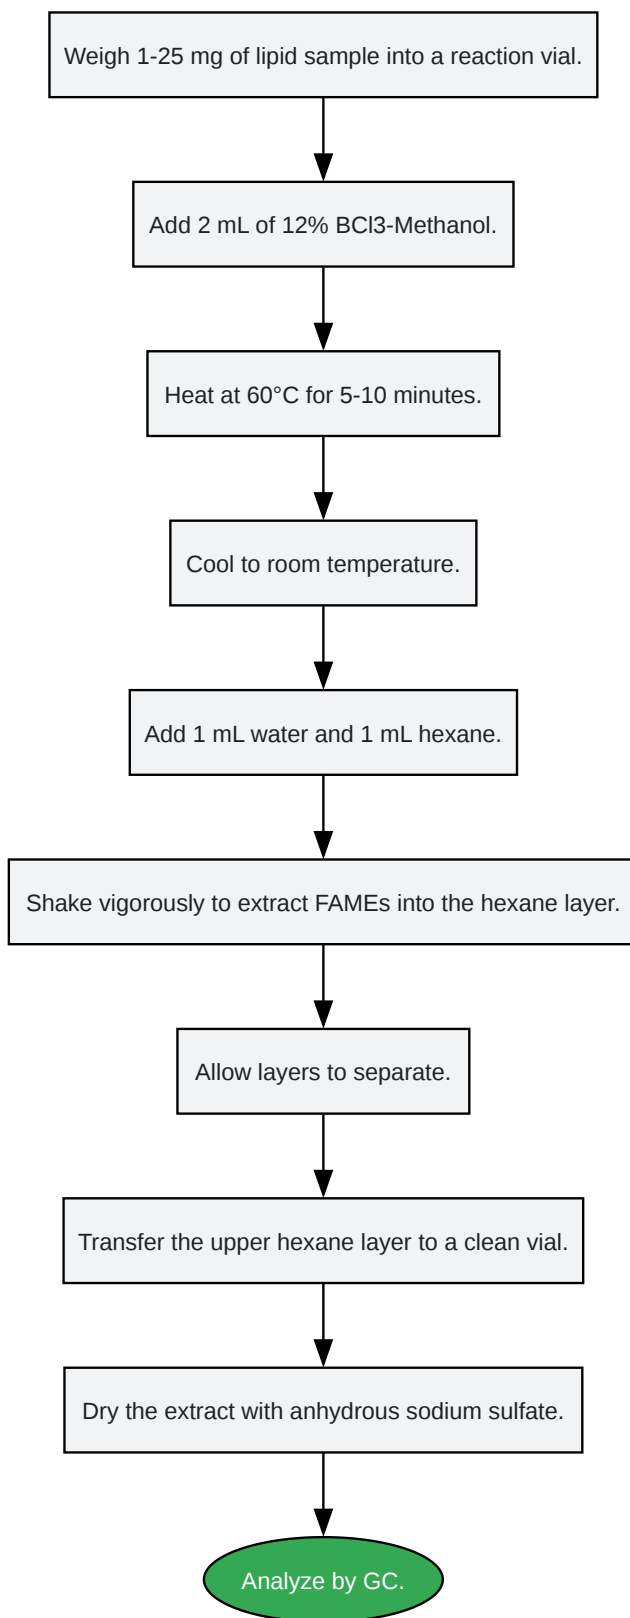 Weigh 1-25 mg of lipid sample into a reaction vial.
Add 2 mL of 12% BCl3-Methanol.
Heat at 60°C for 5-10 minutes.
Cool to room temperature.
Add 1 mL water and 1 mL hexane.
Shake vigorously to extract FAMEs into the hexane layer.
Allow layers to separate.
Transfer the upper hexane layer to a clean vial.
Dry the extract with anhydrous sodium sulfate.
Analyze by GC.